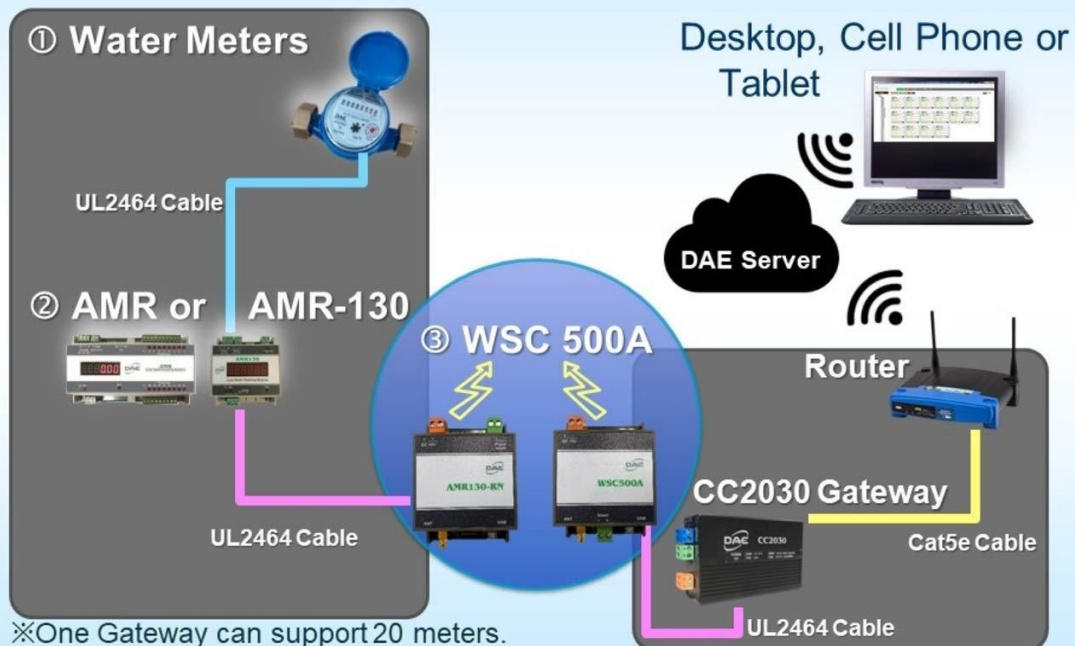 ① Water Meters
UL2464 Cable
② AMR or AMR-130
UL2464 Cable
③ WSC 500A
DAE
AMR130-RN
DAE
WSC500A
Desktop, Cell Phone or
Tablet
DAE Server
Router
CC2030 Gateway
DAE CC2030
Cat5e Cable
UL2464 Cable
※One Gateway can support 20 meters.